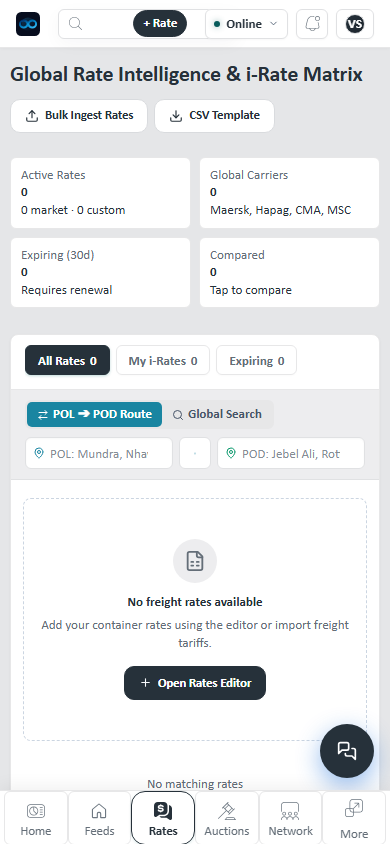 + Rate
Online
VS
Global Rate Intelligence & i-Rate Matrix
Bulk Ingest Rates
CSV Template
Active Rates
0
0 market · 0 custom
Global Carriers
0
Maersk, Hapag, CMA, MSC
Expiring (30d)
0
Requires renewal
Compared
0
Tap to compare
All Rates 0
My i-Rates 0
Expiring 0
POL ➔ POD Route
Global Search
POL: Mundra, Nha
POD: Jebel Ali, Rot
No freight rates available
Add your container rates using the editor or import freight
tariffs.
+ Open Rates Editor
No matching rates
Home
Feeds
Rates
Auctions
Network
More